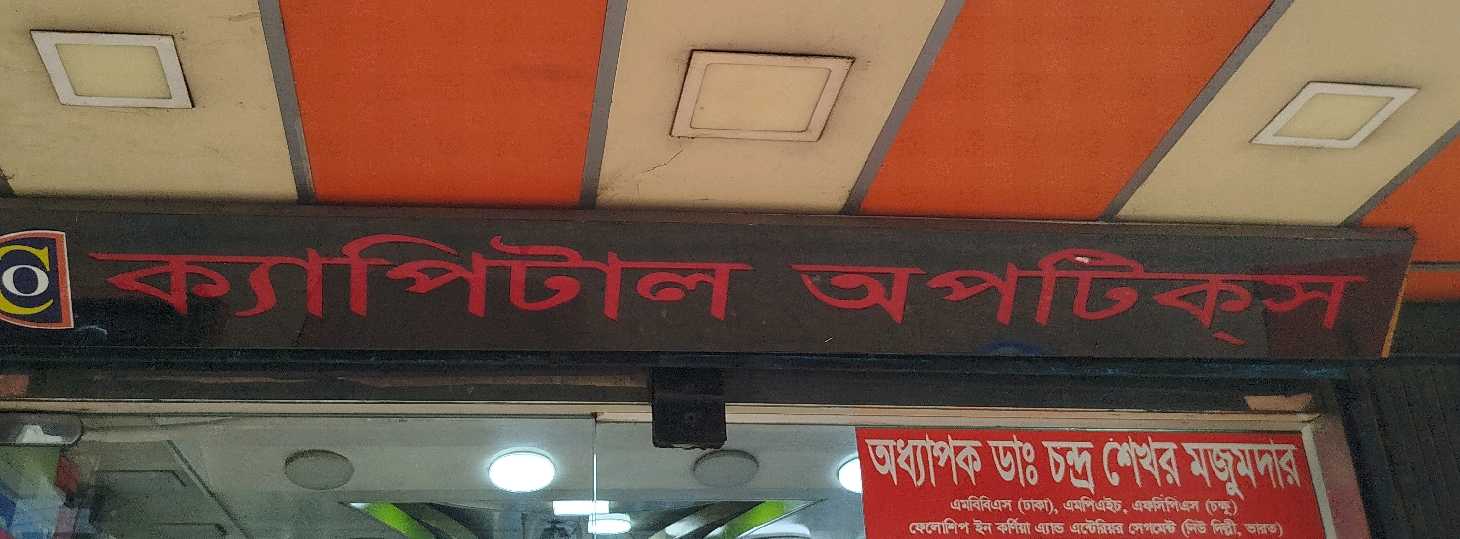 CO
ক্যাপিটাল অপটিক্‌স
অধ্যাপক ডাঃ চন্দ্র শেখর মজুমদার
এমবিবিএস (ঢাকা), এমপিএইচ, এফসিপিএস (চক্ষু)
ফেলোশিপ ইন কর্ণিয়া এ্যান্ড এন্টেরিয়র সেগমেন্ট (নিউ দিল্লী, ভারত)